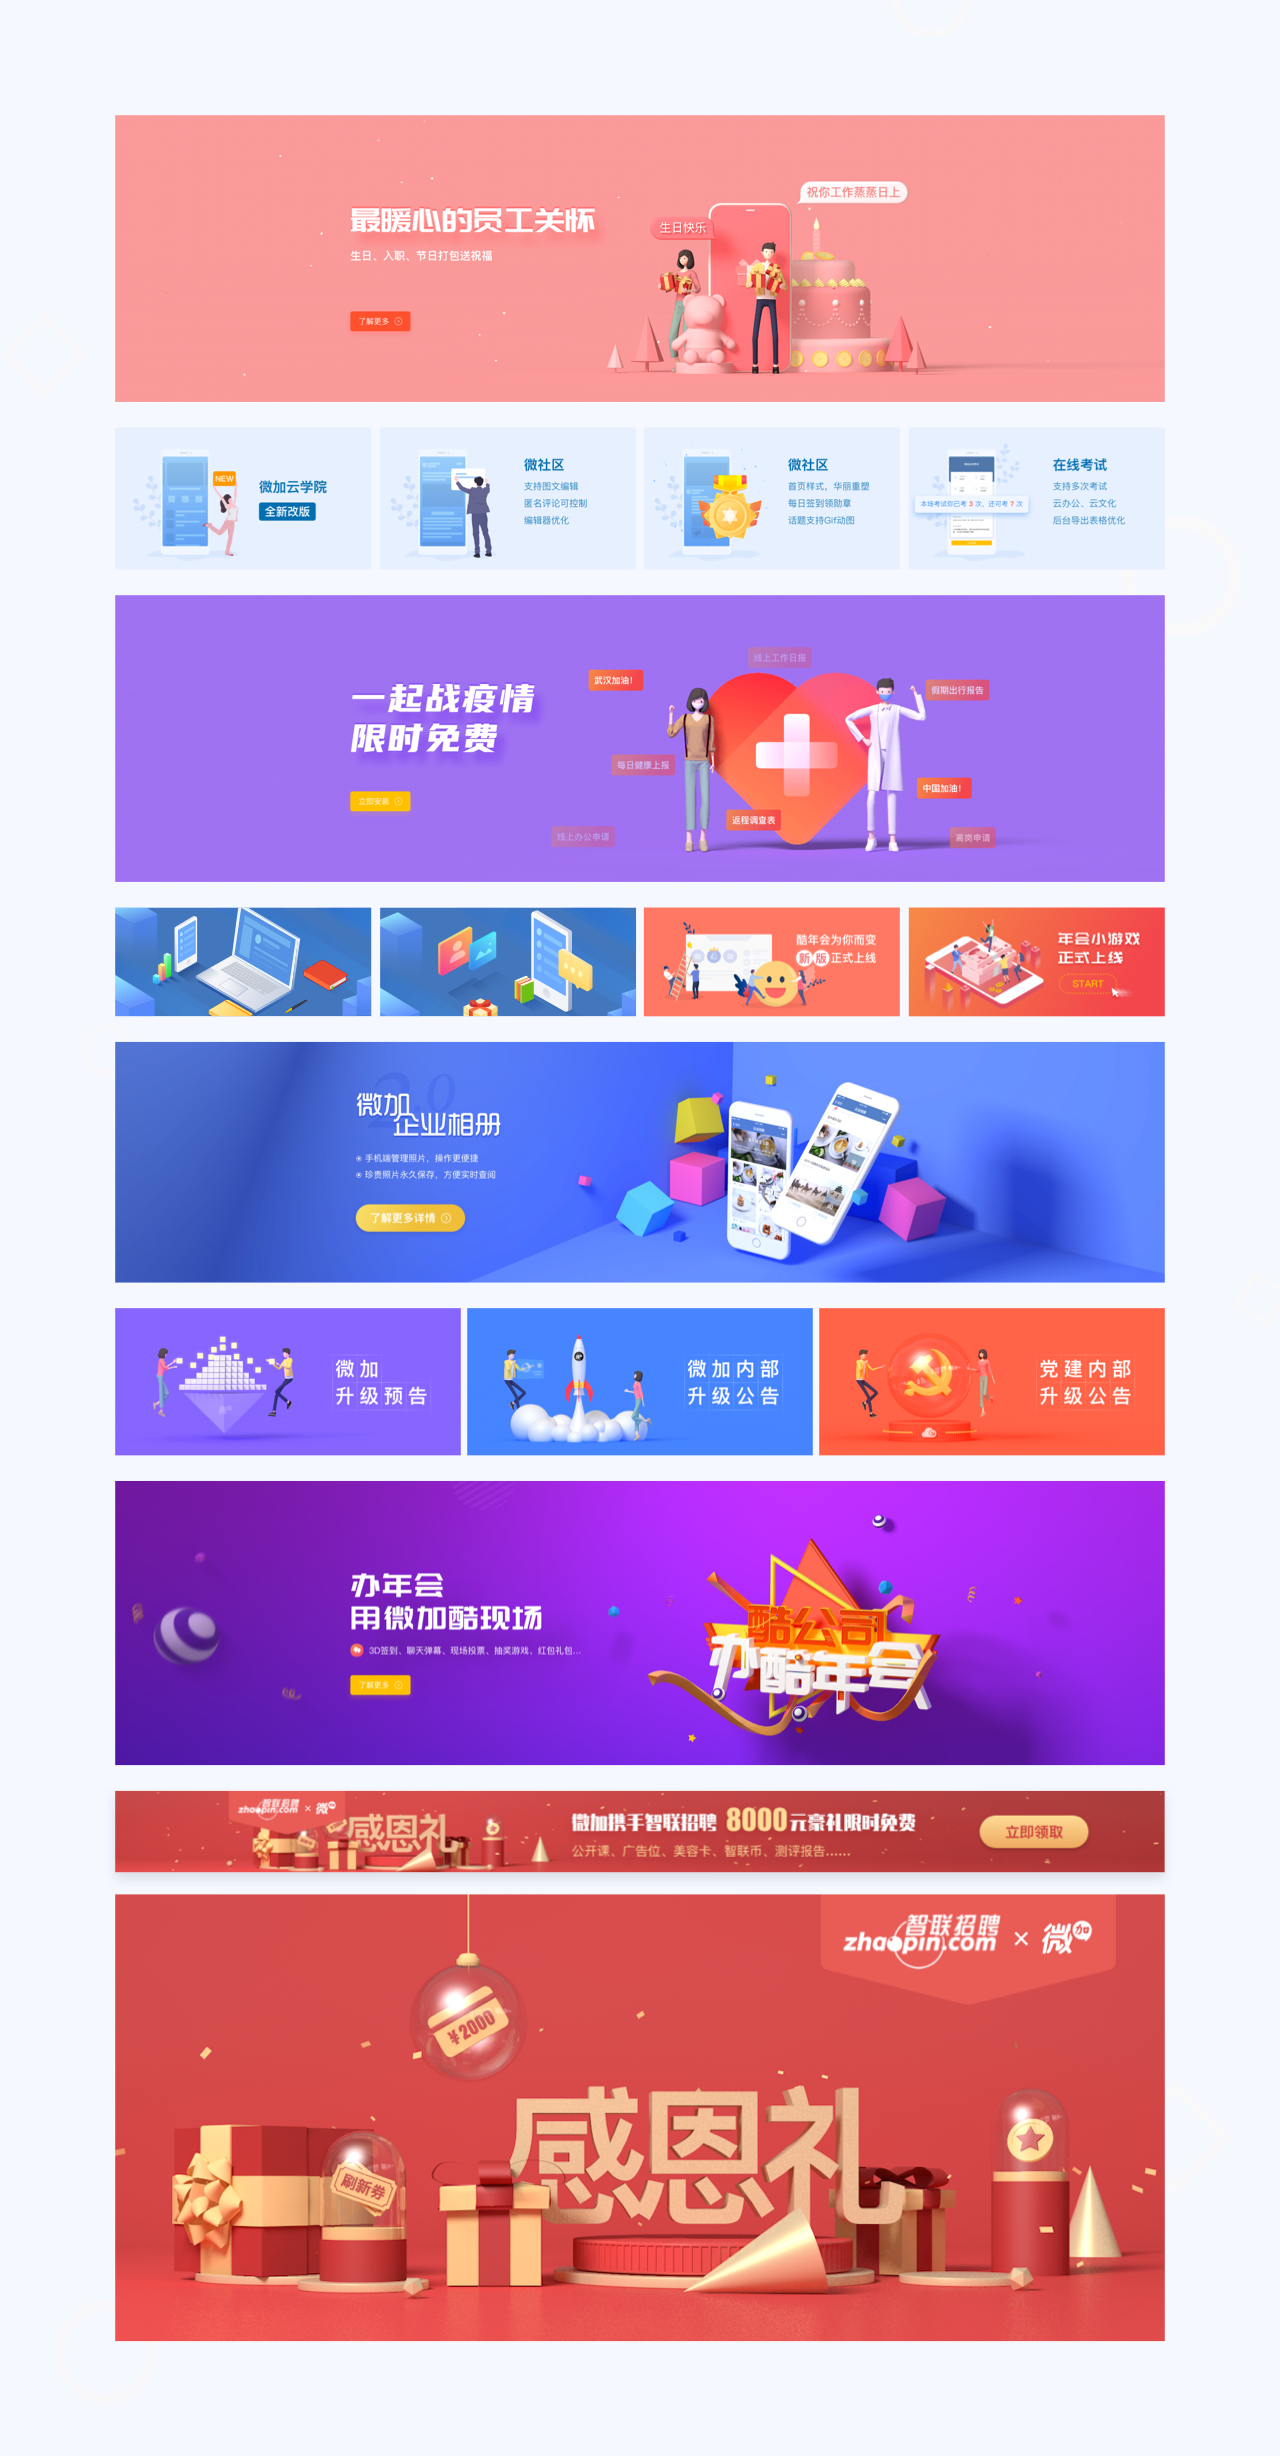 最暖心的员工关怀
生日、入职、节日打包送祝福
了解更多
祝你工作蒸蒸日上
生日快乐
NEW
微加云学院
全新改版
微社区
支持图文编辑
匿名评论可控制
编辑器优化
微社区
首页样式，华丽重塑
每日签到领勋章
话题支持Gif动图
本场考试你已考 3 次，还可考 7 次
在线考试
支持多次考试
云办公、云文化
后台导出表格优化
一起战疫情
限时免费
立即安装
线上工作日报
武汉加油！
假期出行报告
每日健康上报
中国加油！
返程调查表
线上办公申请
离岗申请
酷年会为你而变
新版正式上线
年会小游戏
正式上线
START
2.0
微加
企业相册
手机端管理照片，操作更便捷
珍贵照片永久保存，方便实时查阅
了解更多详情
微加
升级预告
微加内部
升级公告
党建内部
升级公告
办年会
用微加酷现场
3D签到、聊天弹幕、现场投票、抽奖游戏、红包礼包...
了解更多
酷公司
办酷年会
智联招聘
zhaopin.com × 微加
感恩礼
微加携手智联招聘 8000元豪礼限时免费
公开课、广告位、美容卡、智联币、测评报告......
立即领取
智联招聘
zhaopin.com × 微加
¥2000
感恩礼
刷新券